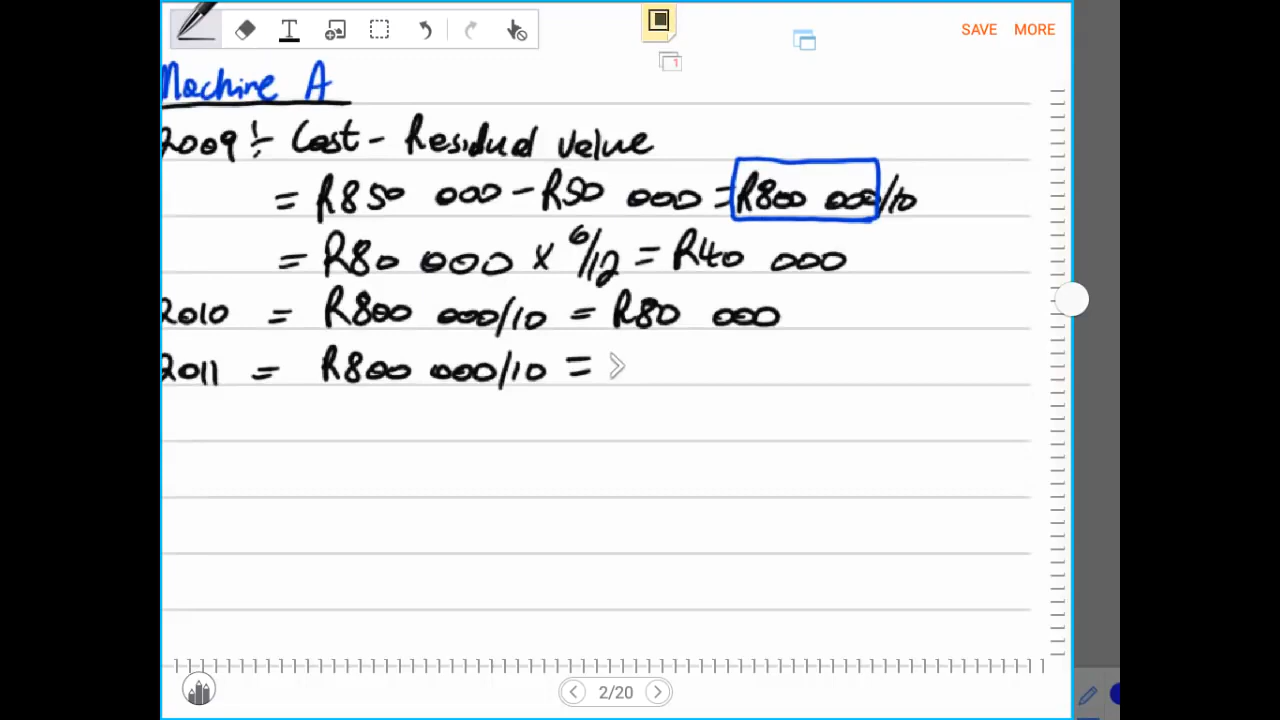 T SAVE MORE
1
Machine A
2009 :- Cost - Residual value
= R850 000 - R50 000 = R800 000/10
= R80 000 x 6/12 = R40 000
2010 = R800 000/10 = R80 000
2011 = R800 000/10 =
2/20